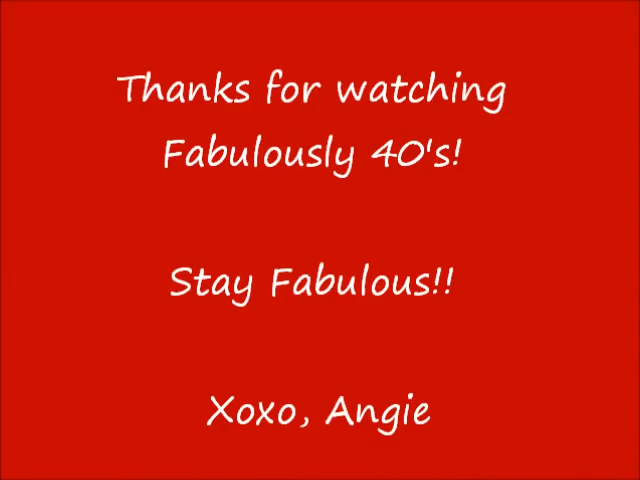 Thanks for watching
Fabulously 40's!
Stay Fabulous!!
Xoxo, Angie